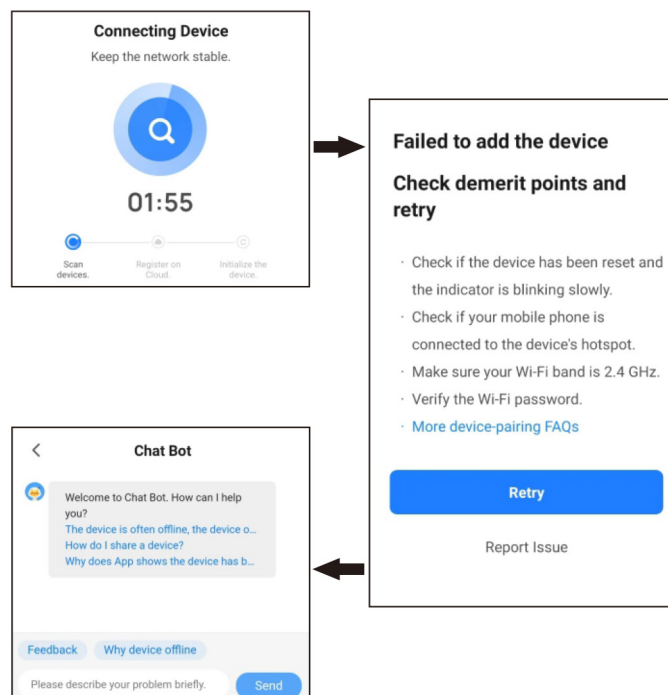 Connecting Device
Keep the network stable.
01:55
Scan devices.
Register on Cloud.
Initialize the device.
Failed to add the device
Check demerit points and
retry
· Check if the device has been reset and
the indicator is blinking slowly.
· Check if your mobile phone is
connected to the device's hotspot.
· Make sure your Wi-Fi band is 2.4 GHz.
· Verify the Wi-Fi password.
· More device-pairing FAQs
Retry
Report Issue
Chat Bot
Welcome to Chat Bot. How can I help
you?
The device is often offline, the device o...
How do I share a device?
Why does App shows the device has b...
Feedback
Why device offline
Please describe your problem briefly.
Send